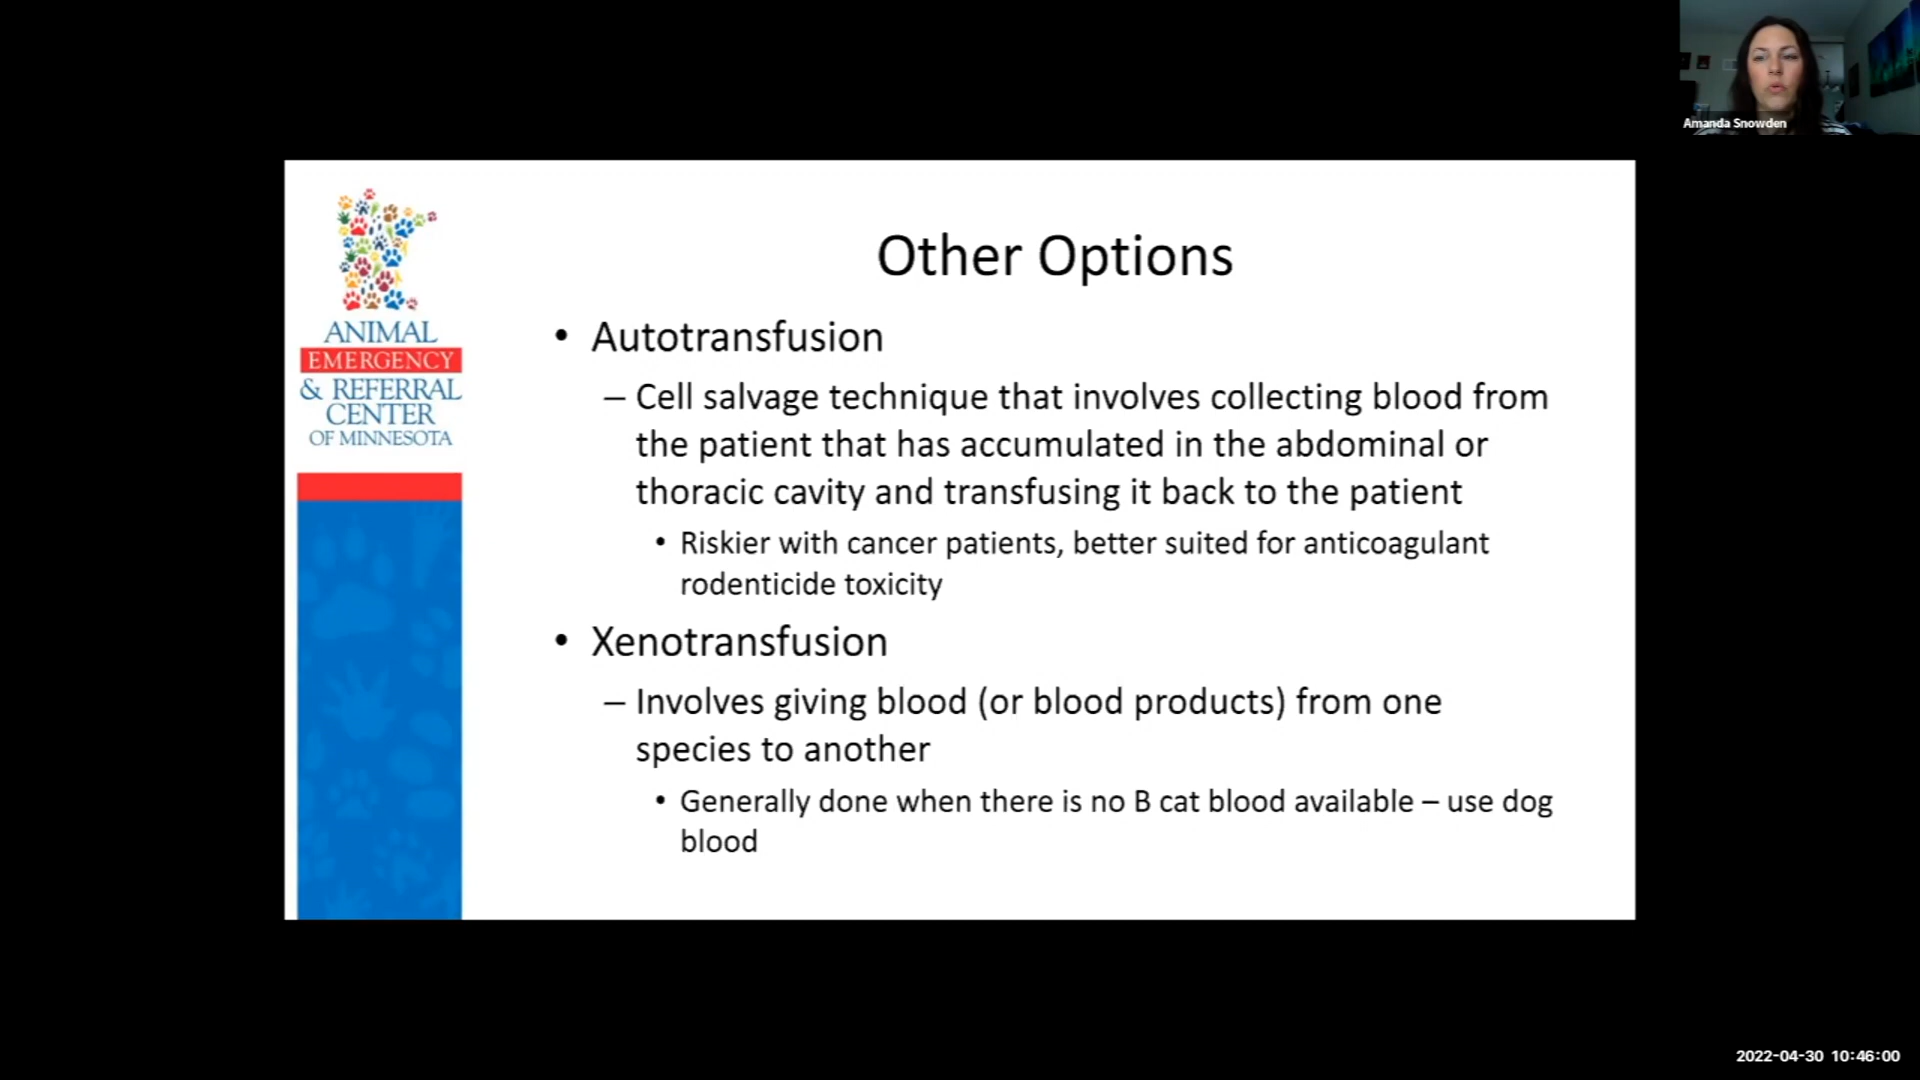 Amanda Snowden
ANIMAL
EMERGENCY
& REFERRAL
CENTER
OF MINNESOTA
Other Options
• Autotransfusion
– Cell salvage technique that involves collecting blood from
the patient that has accumulated in the abdominal or
thoracic cavity and transfusing it back to the patient
• Riskier with cancer patients, better suited for anticoagulant
rodenticide toxicity
• Xenotransfusion
– Involves giving blood (or blood products) from one
species to another
• Generally done when there is no B cat blood available – use dog
blood
2022-04-30 10:46:00